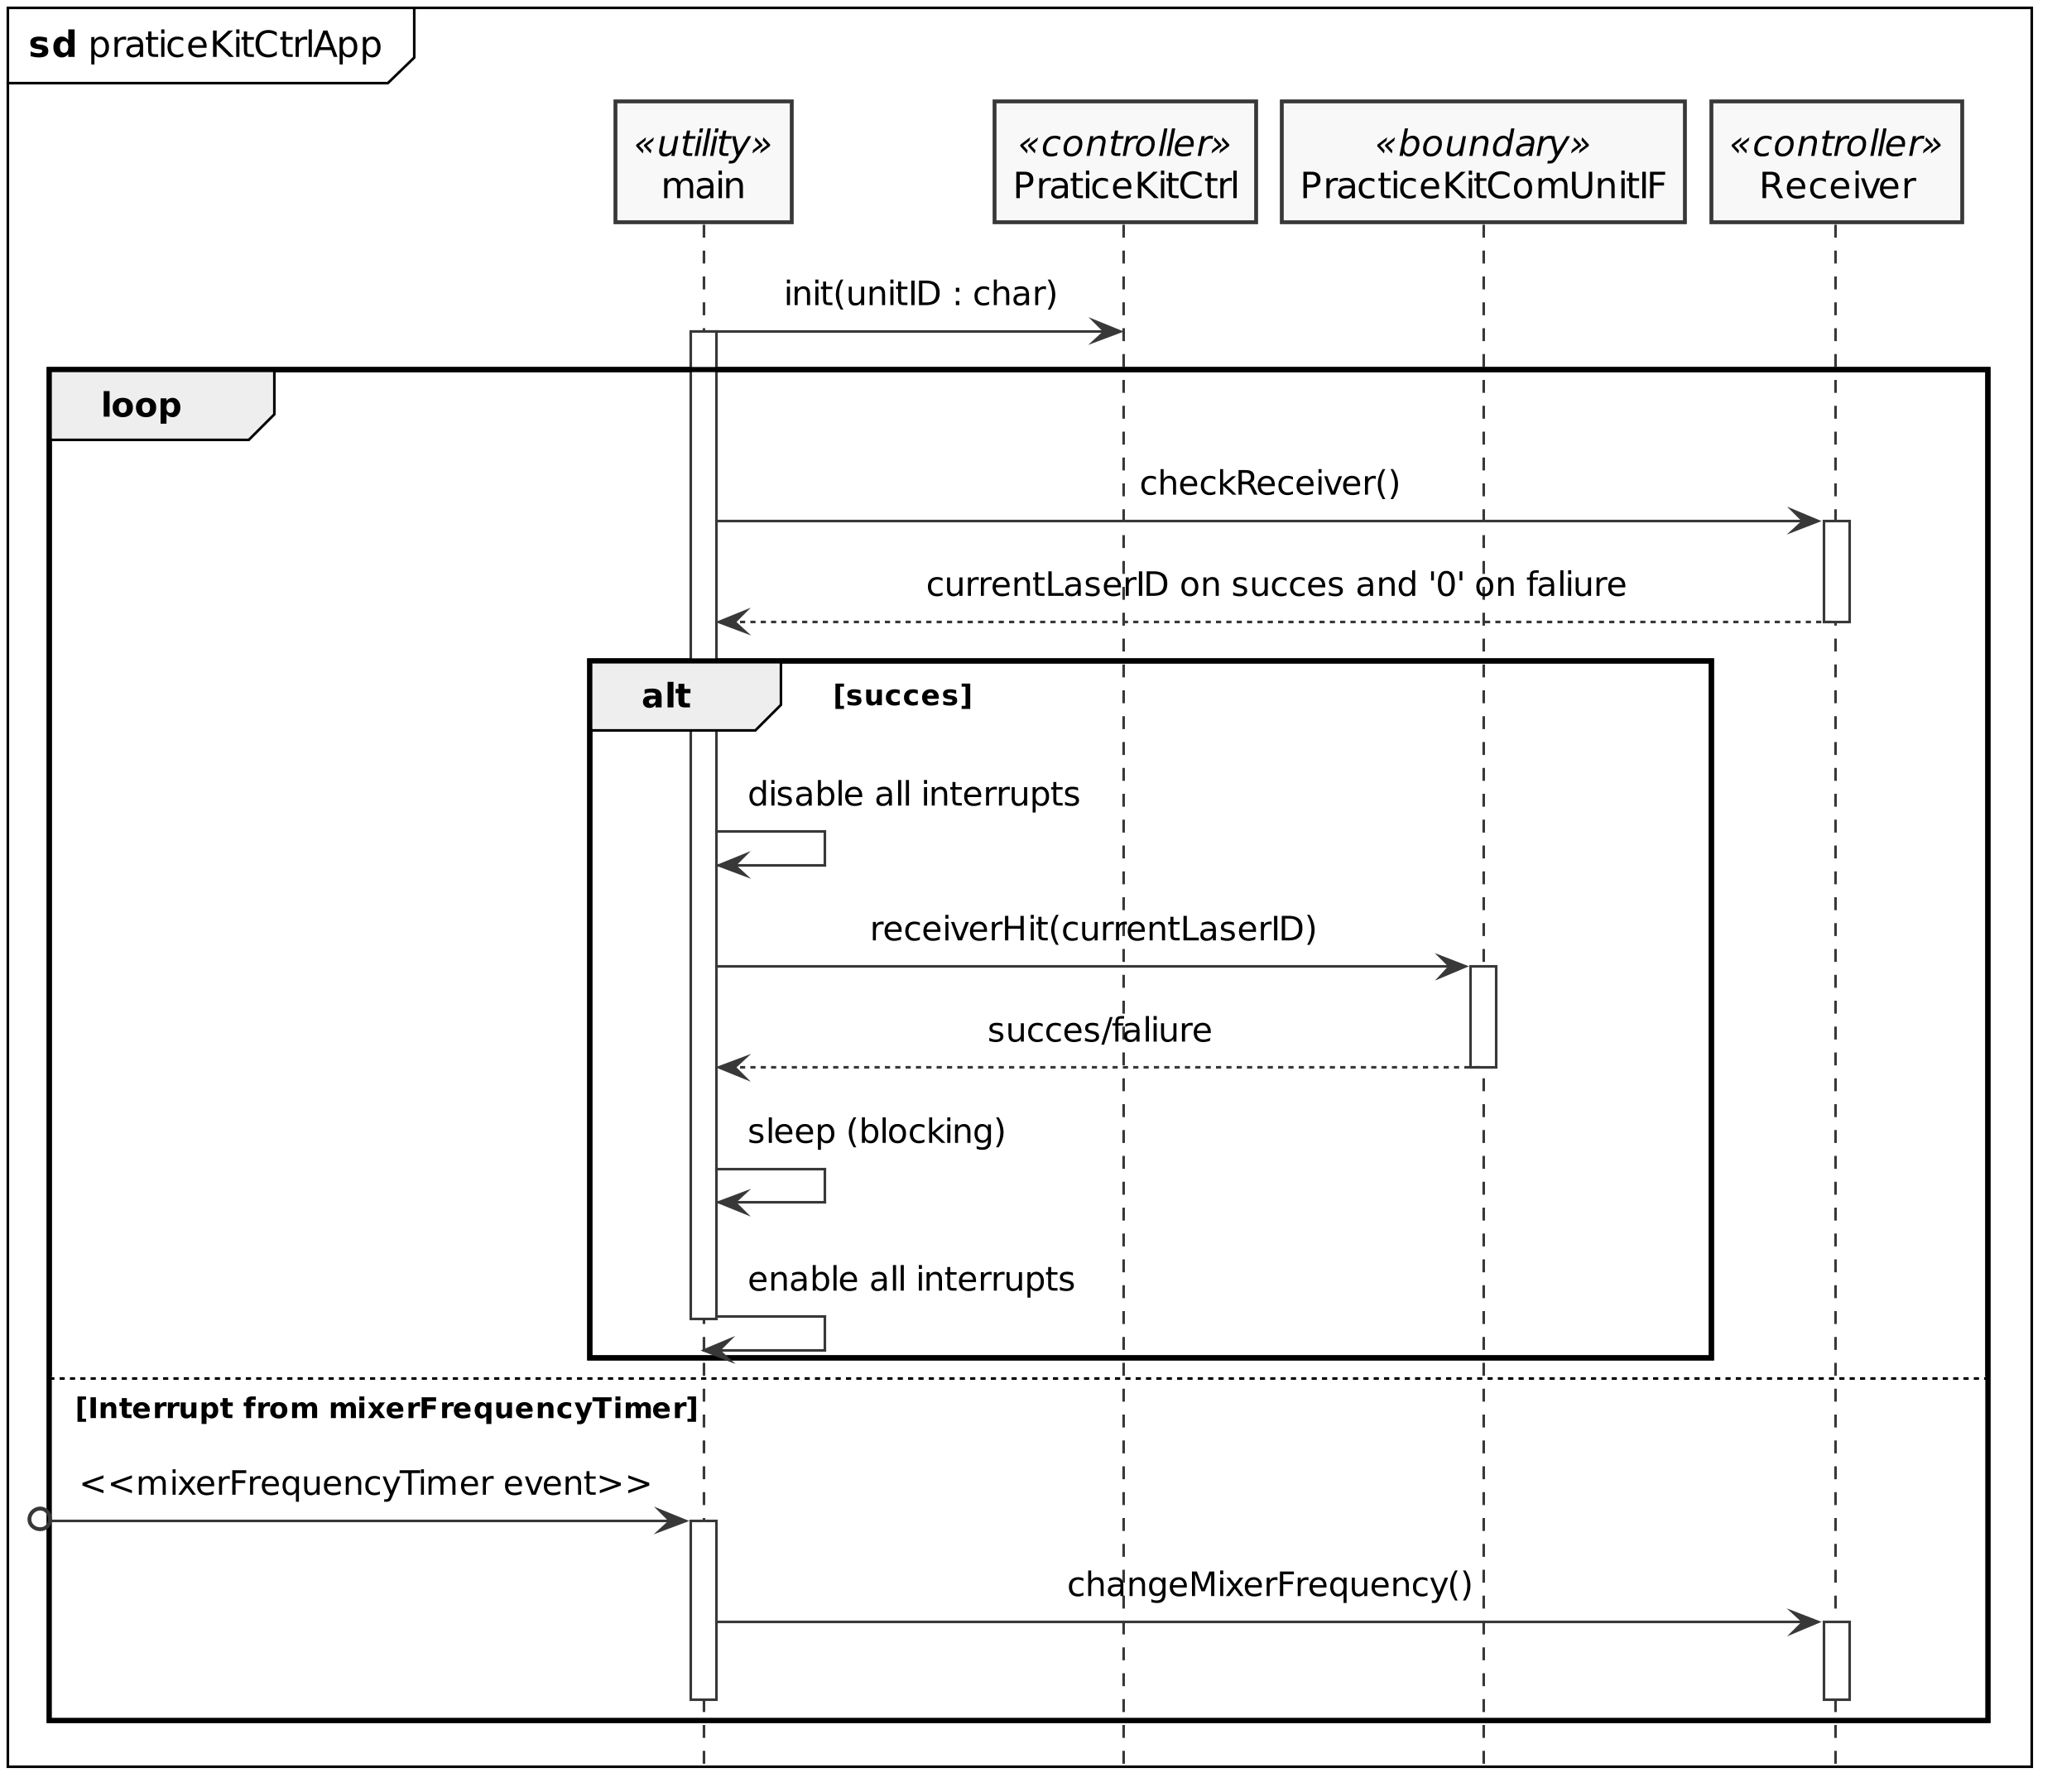 sd praticeKitCtrlApp
«utility»
main
«controller»
PraticeKitCtrl
«boundary»
PracticeKitComUnitIF
«controller»
Receiver
init(unitID : char)
loop
checkReceiver()
currentLaserID on succes and '0' on faliure
alt [succes]
disable all interrupts
receiverHit(currentLaserID)
succes/faliure
sleep (blocking)
enable all interrupts
[Interrupt from mixerFrequencyTimer]
<<mixerFrequencyTimer event>>
changeMixerFrequency()